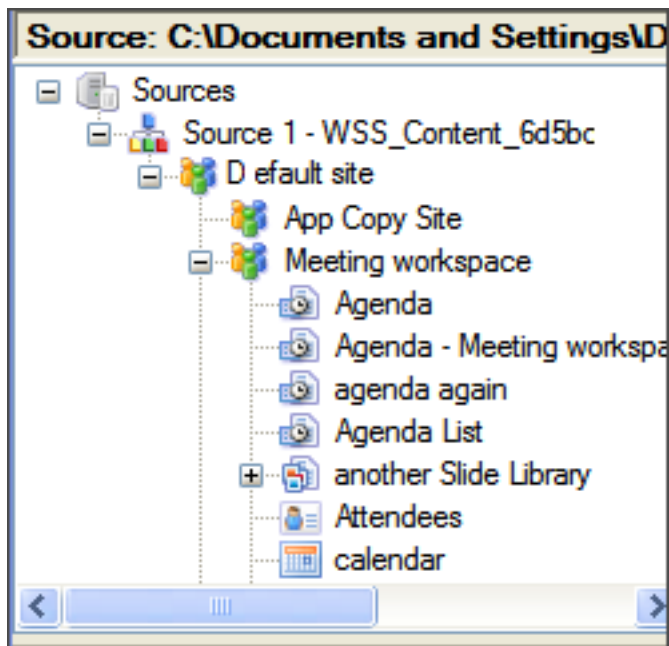 Source: C:\Documents and Settings\D
Sources
Source 1 - WSS_Content_6d5bc
D efault site
App Copy Site
Meeting workspace
Agenda
Agenda - Meeting workspa
agenda again
Agenda List
another Slide Library
Attendees
calendar